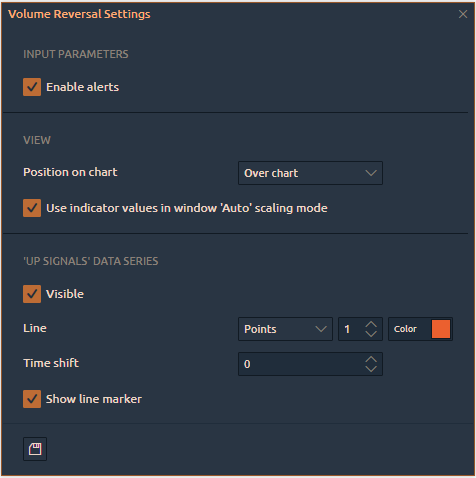 Volume Reversal Settings
INPUT PARAMETERS
Enable alerts
VIEW
Position on chart Over chart
Use indicator values in window 'Auto' scaling mode
'UP SIGNALS' DATA SERIES
Visible
Line Points 1 Color
Time shift 0
Show line marker